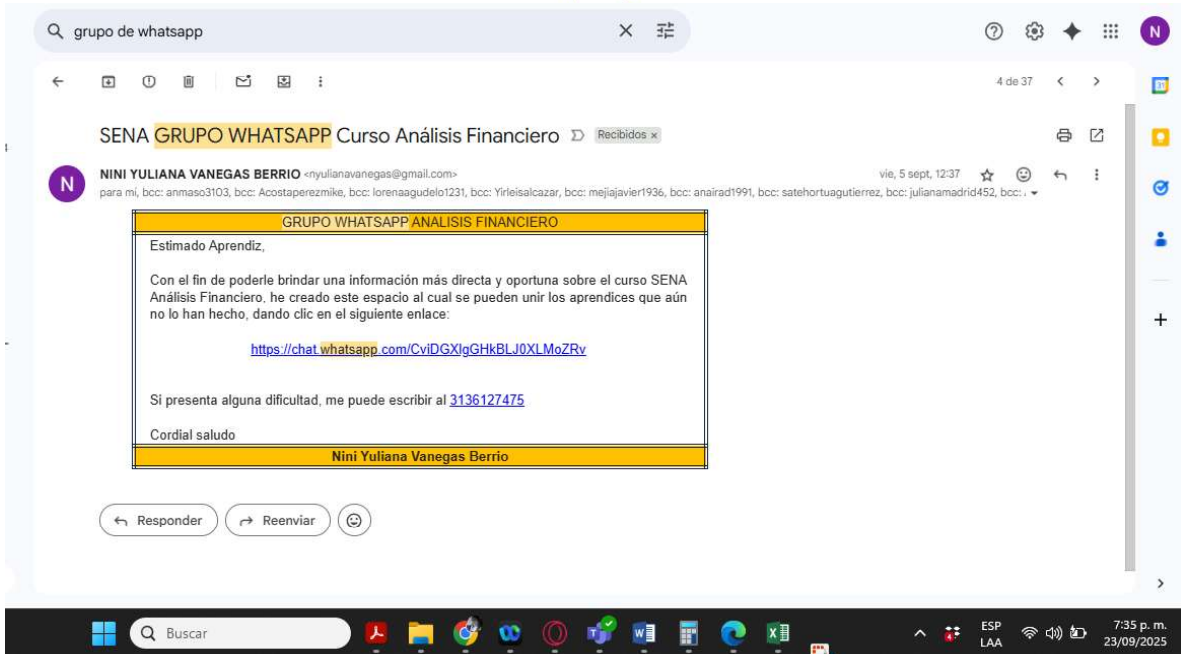 grupo de whatsapp
N
4 de 37
SENA GRUPO WHATSAPP Curso Análisis Financiero
Recibidos x
N
NINI YULIANA VANEGAS BERRIO <nyulianavanegas@gmail.com>
vie, 5 sept, 12:37
para mí, bcc: anmaso3103, bcc: Acostaperezmike, bcc: lorenaagudelo1231, bcc: Yirleisalcazar, bcc: mejiajavier1936, bcc: anairad1991, bcc: satehortuagutierrez, bcc: julianamadrid452, bcc:
GRUPO WHATSAPP ANALISIS FINANCIERO
Estimado Aprendiz,
Con el fin de poderle brindar una información más directa y oportuna sobre el curso SENA
Análisis Financiero, he creado este espacio al cual se pueden unir los aprendices que aún
no lo han hecho, dando clic en el siguiente enlace:
https://chat.whatsapp.com/CviDGXIgGHkBLJ0XLMoZRv
Si presenta alguna dificultad, me puede escribir al 3136127475
Cordial saludo
Nini Yuliana Vanegas Berrio
Responder
Reenviar
Buscar
ESP
LAA
7:35 p. m.
23/09/2025